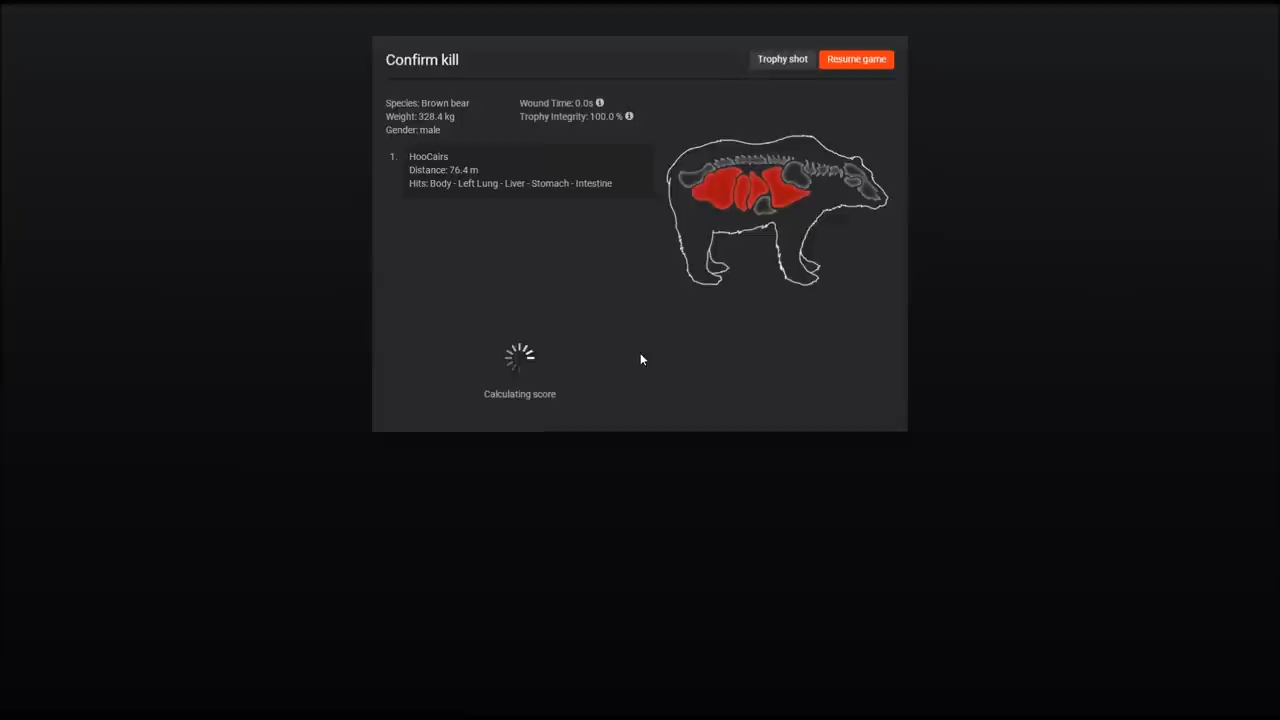 Confirm kill
Trophy shot
Resume game
Species: Brown bear
Weight: 328.4 kg
Gender: male
Wound Time: 0.0s
Trophy Integrity: 100.0 %
1.
HooCairs
Distance: 76.4 m
Hits: Body - Left Lung - Liver - Stomach - Intestine
Calculating score